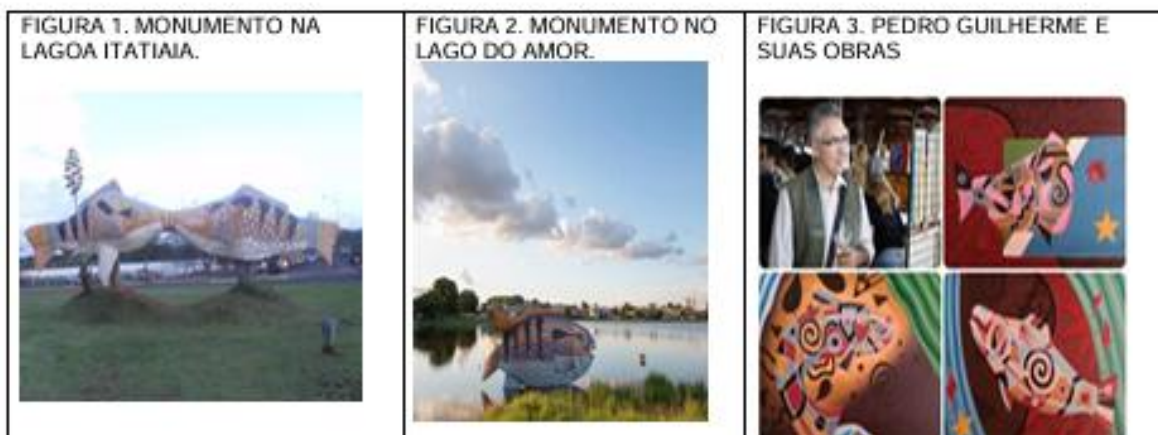 FIGURA 1. MONUMENTO NA
LAGOA ITATIAIA.
FIGURA 2. MONUMENTO NO
LAGO DO AMOR.
FIGURA 3. PEDRO GUILHERME E
SUAS OBRAS